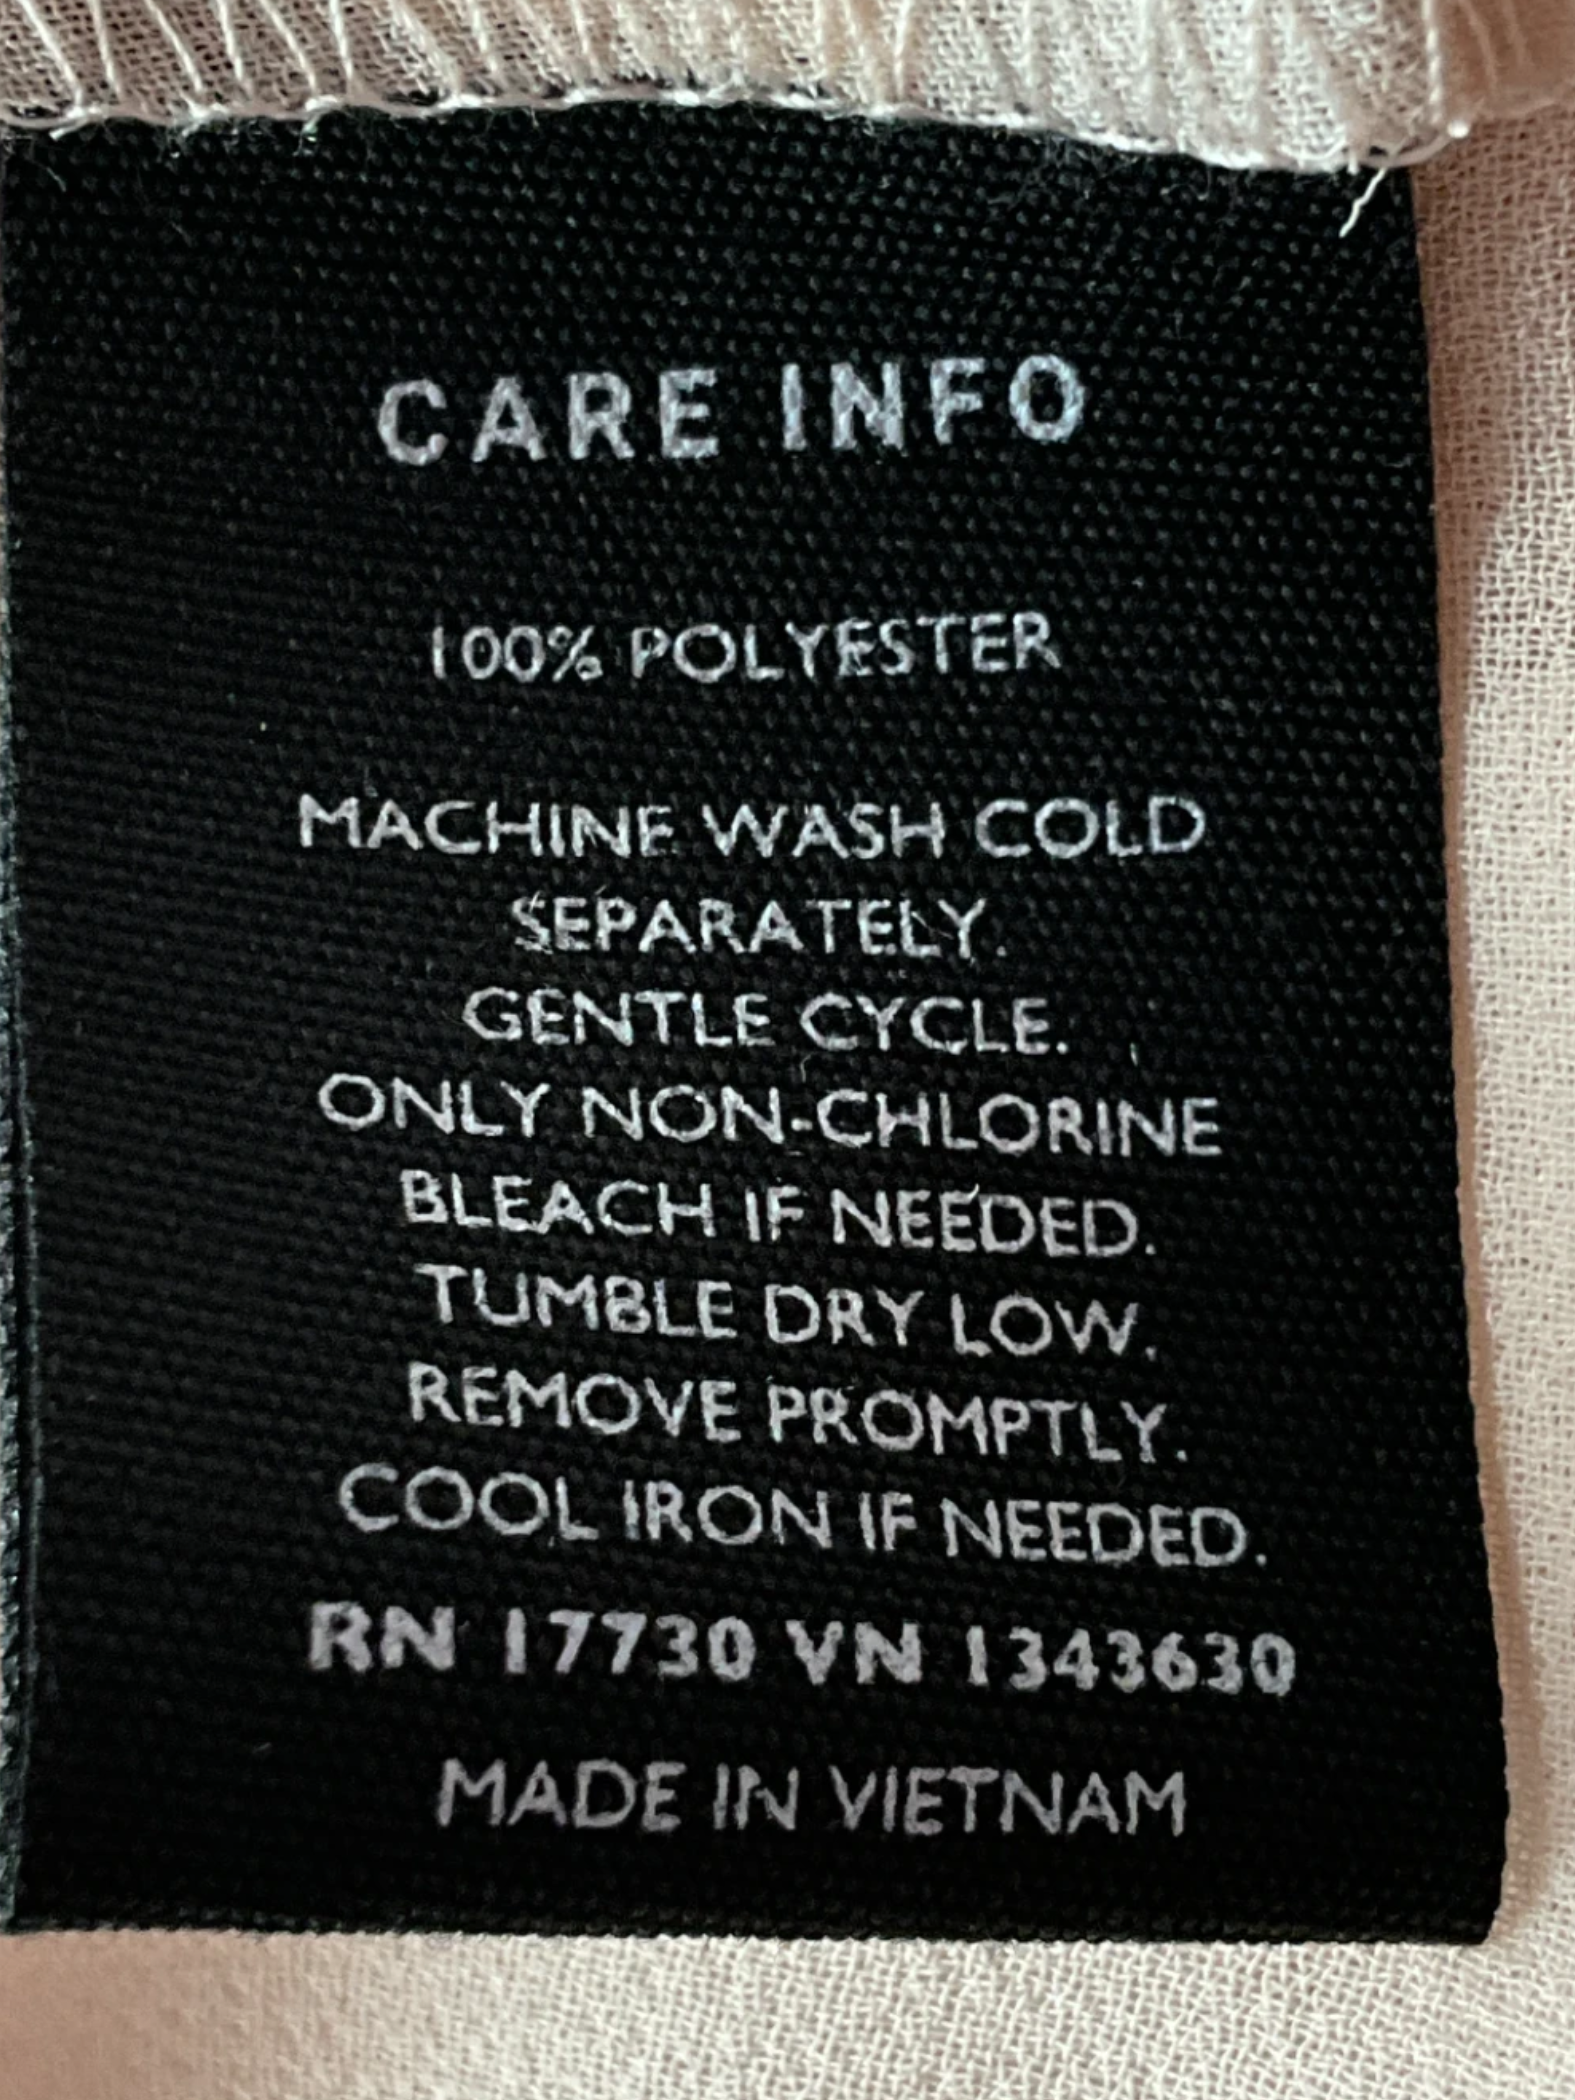 CARE INFO
100% POLYESTER
MACHINE WASH COLD
SEPARATELY.
GENTLE CYCLE.
ONLY NON-CHLORINE
BLEACH IF NEEDED.
TUMBLE DRY LOW.
REMOVE PROMPTLY.
COOL IRON IF NEEDED.
RN 17730 VN 1343630
MADE IN VIETNAM